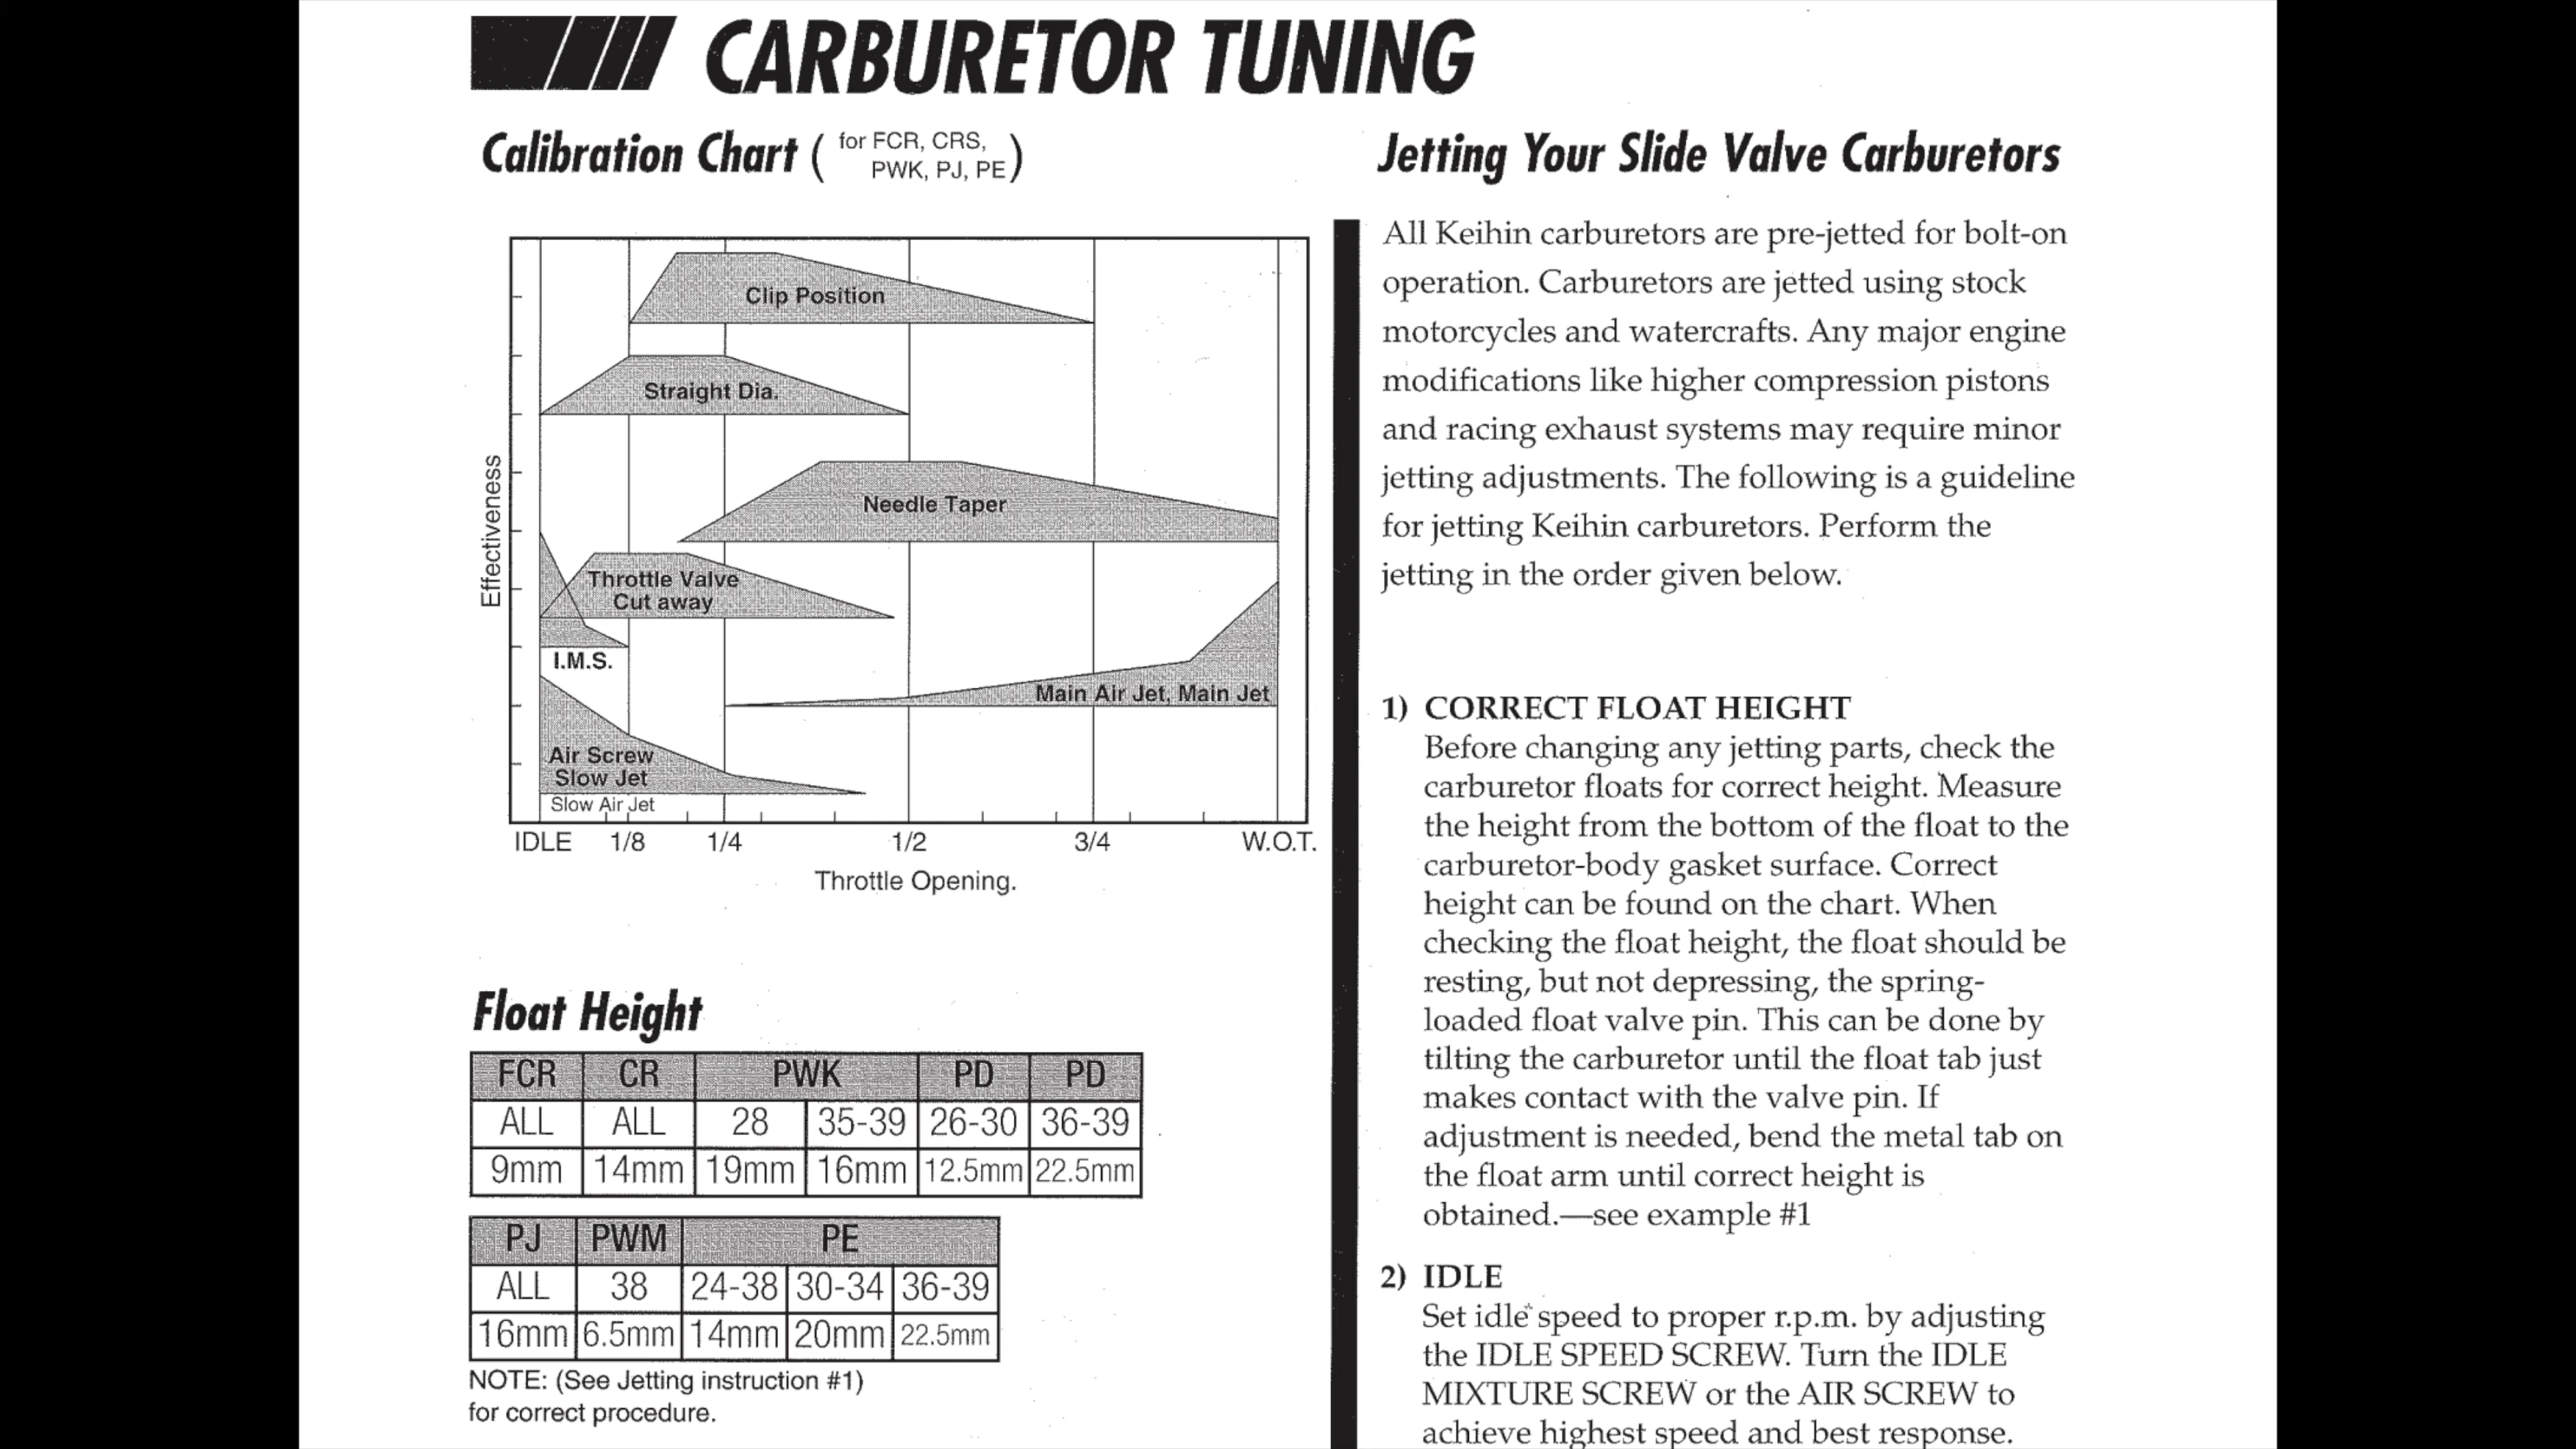 CARBURETOR TUNING
Calibration Chart ( for FCR, CRS,
PWK, PJ, PE )
Clip Position
Straight Dia.
Needle Taper
Throttle Valve
Cut away
I.M.S.
Main Air Jet, Main Jet
Air Screw
Slow Jet
Slow Air Jet
Effectiveness
IDLE 1/8 1/4 1/2 3/4 W.O.T.
Throttle Opening.
Float Height
FCR CR PWK PD PD
ALL ALL 28 35-39 26-30 36-39
9mm 14mm 19mm 16mm 12.5mm 22.5mm
PJ PWM PE
ALL 38 24-38 30-34 36-39
16mm 6.5mm 14mm 20mm 22.5mm
NOTE: (See Jetting instruction #1)
for correct procedure.
Jetting Your Slide Valve Carburetors
All Keihin carburetors are pre-jetted for bolt-on
operation. Carburetors are jetted using stock
motorcycles and watercrafts. Any major engine
modifications like higher compression pistons
and racing exhaust systems may require minor
jetting adjustments. The following is a guideline
for jetting Keihin carburetors. Perform the
jetting in the order given below.
1) CORRECT FLOAT HEIGHT
Before changing any jetting parts, check the
carburetor floats for correct height. Measure
the height from the bottom of the float to the
carburetor-body gasket surface. Correct
height can be found on the chart. When
checking the float height, the float should be
resting, but not depressing, the spring-
loaded float valve pin. This can be done by
tilting the carburetor until the float tab just
makes contact with the valve pin. If
adjustment is needed, bend the metal tab on
the float arm until correct height is
obtained.—see example #1
2) IDLE
Set idle speed to proper r.p.m. by adjusting
the IDLE SPEED SCREW. Turn the IDLE
MIXTURE SCREW or the AIR SCREW to
achieve highest speed and best response.